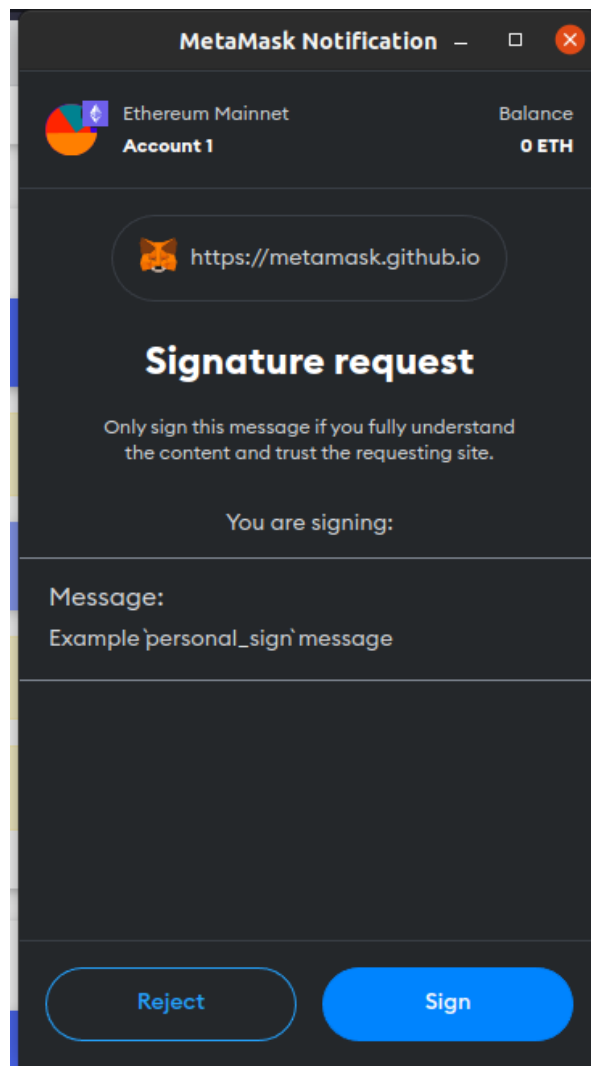 MetaMask Notification
Ethereum Mainnet Balance
Account 1 0 ETH
https://metamask.github.io
Signature request
Only sign this message if you fully understand
the content and trust the requesting site.
You are signing:
Message:
Example `personal_sign` message
Reject Sign